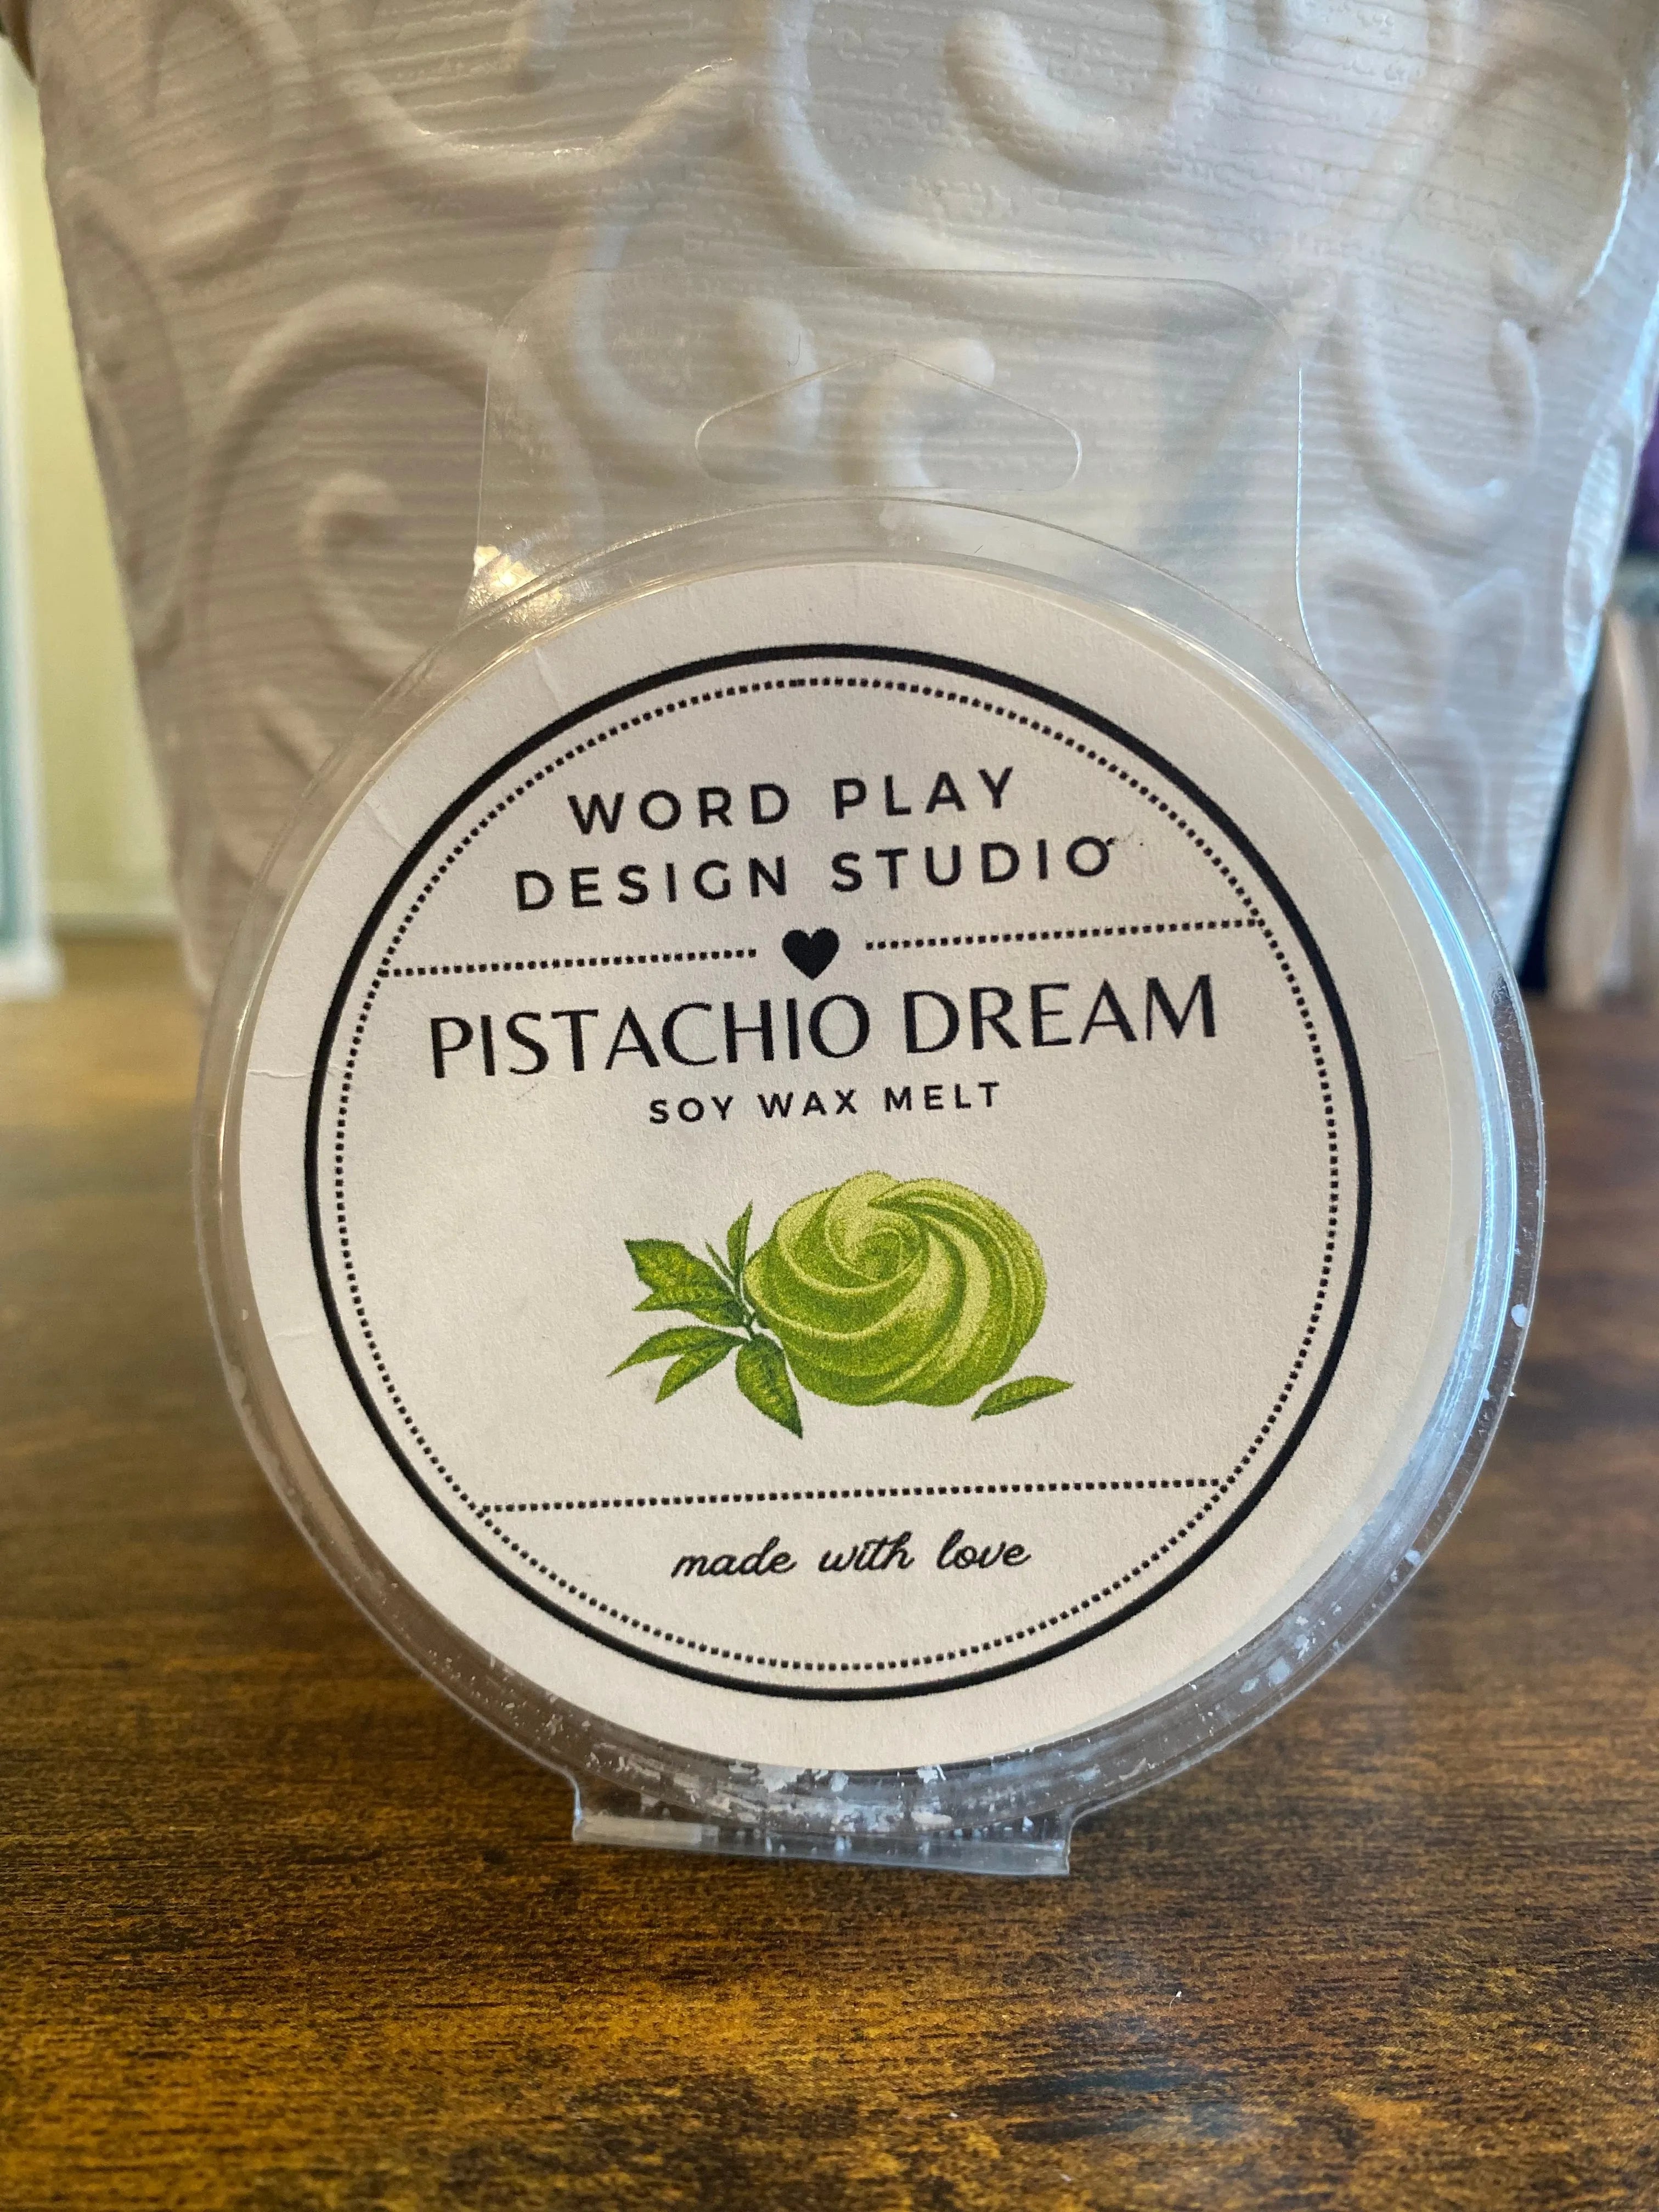 WORD PLAY
DESIGN STUDIO
PISTACHIO DREAM
SOY WAX MELT
made with love